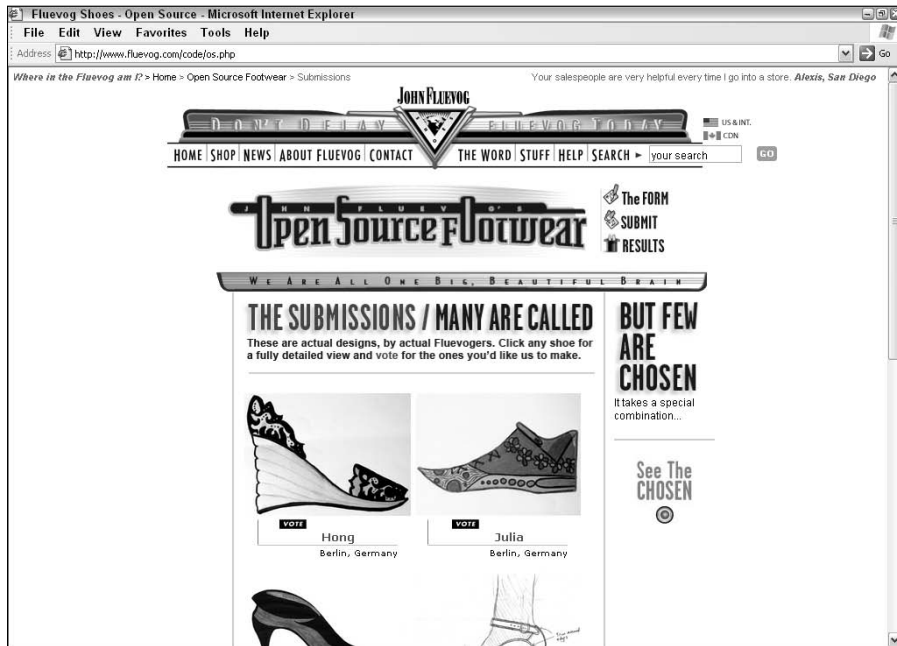 Fluevog Shoes - Open Source - Microsoft Internet Explorer
File Edit View Favorites Tools Help
Address http://www.fluevog.com/code/os.php Go
Where in the Fluevog am I? > Home > Open Source Footwear > Submissions
Your salespeople are very helpful every time I go into a store. Alexis, San Diego
JOHN FLUEVOG
DON'T DELAY FLUEVOG TODAY
US & INT.
CDN
HOME SHOP NEWS ABOUT FLUEVOG CONTACT THE WORD STUFF HELP SEARCH your search GO
JOHN FLUEVOG'S
OPEN SOURCE FOOTWEAR
The FORM
SUBMIT
RESULTS
WE ARE ALL ONE BIG, BEAUTIFUL BRAIN
THE SUBMISSIONS / MANY ARE CALLED
These are actual designs, by actual Fluevogers. Click any shoe for
a fully detailed view and vote for the ones you'd like us to make.
BUT FEW
ARE
CHOSEN
It takes a special
combination...
See The
CHOSEN
VOTE
Hong
Berlin, Germany
VOTE
Julia
Berlin, Germany